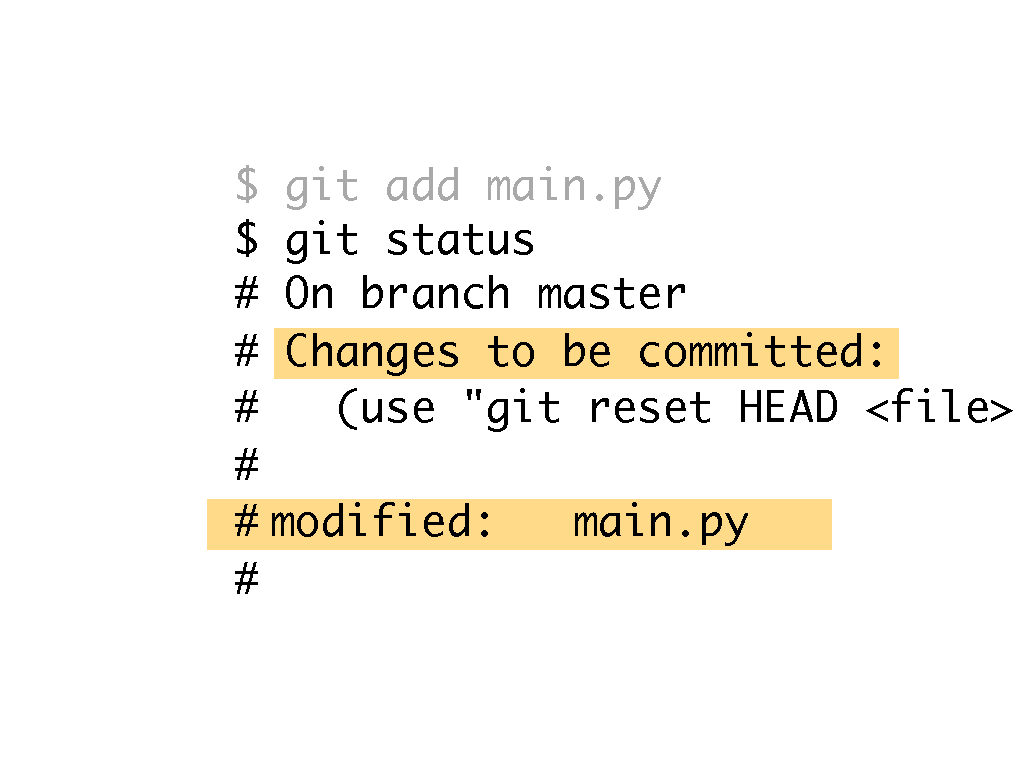 $ git add main.py
$ git status
# On branch master
# Changes to be committed:
#   (use "git reset HEAD <file>
#
# modified:   main.py
#